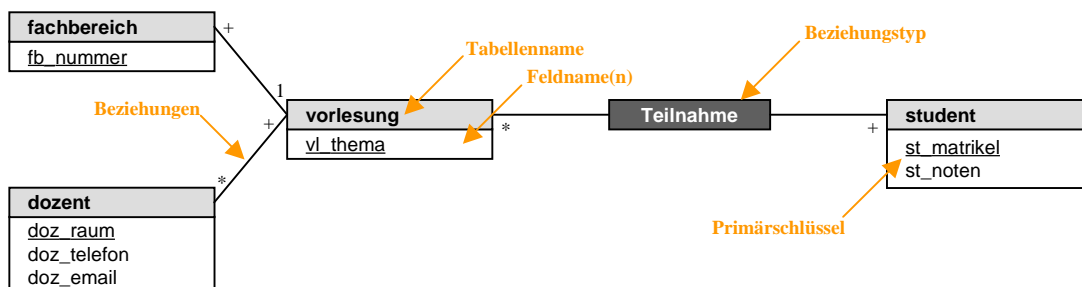 fachbereich
fb_nummer
+
Tabellenname
Feldname(n)
Beziehungstyp
Beziehungen
1
+
*
vorlesung
vl_thema
*
Teilnahme
+
student
st_matrikel
st_noten
dozent
doz_raum
doz_telefon
doz_email
Primärschlüssel